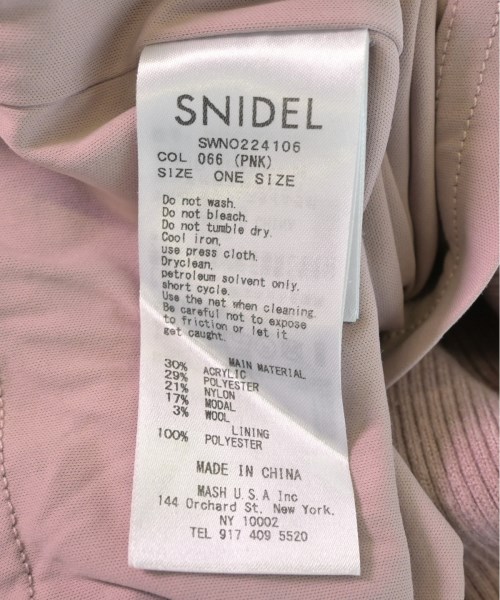 SNIDEL
SWNO224106
COL 066 (PNK)
SIZE ONE SIZE
Do not wash.
Do not bleach.
Do not tumble dry.
Cool iron,
use press cloth.
Dryclean,
petroleum solvent only,
short cycle.
Use the net when cleaning.
Be careful not to expose
to friction or let it
get caught.
MAIN MATERIAL
30% ACRYLIC
29% POLYESTER
21% NYLON
17% MODAL
3% WOOL
LINING
100% POLYESTER
MADE IN CHINA
MASH U.S.A Inc
144 Orchard St, New York,
NY 10002
TEL 917 409 5520